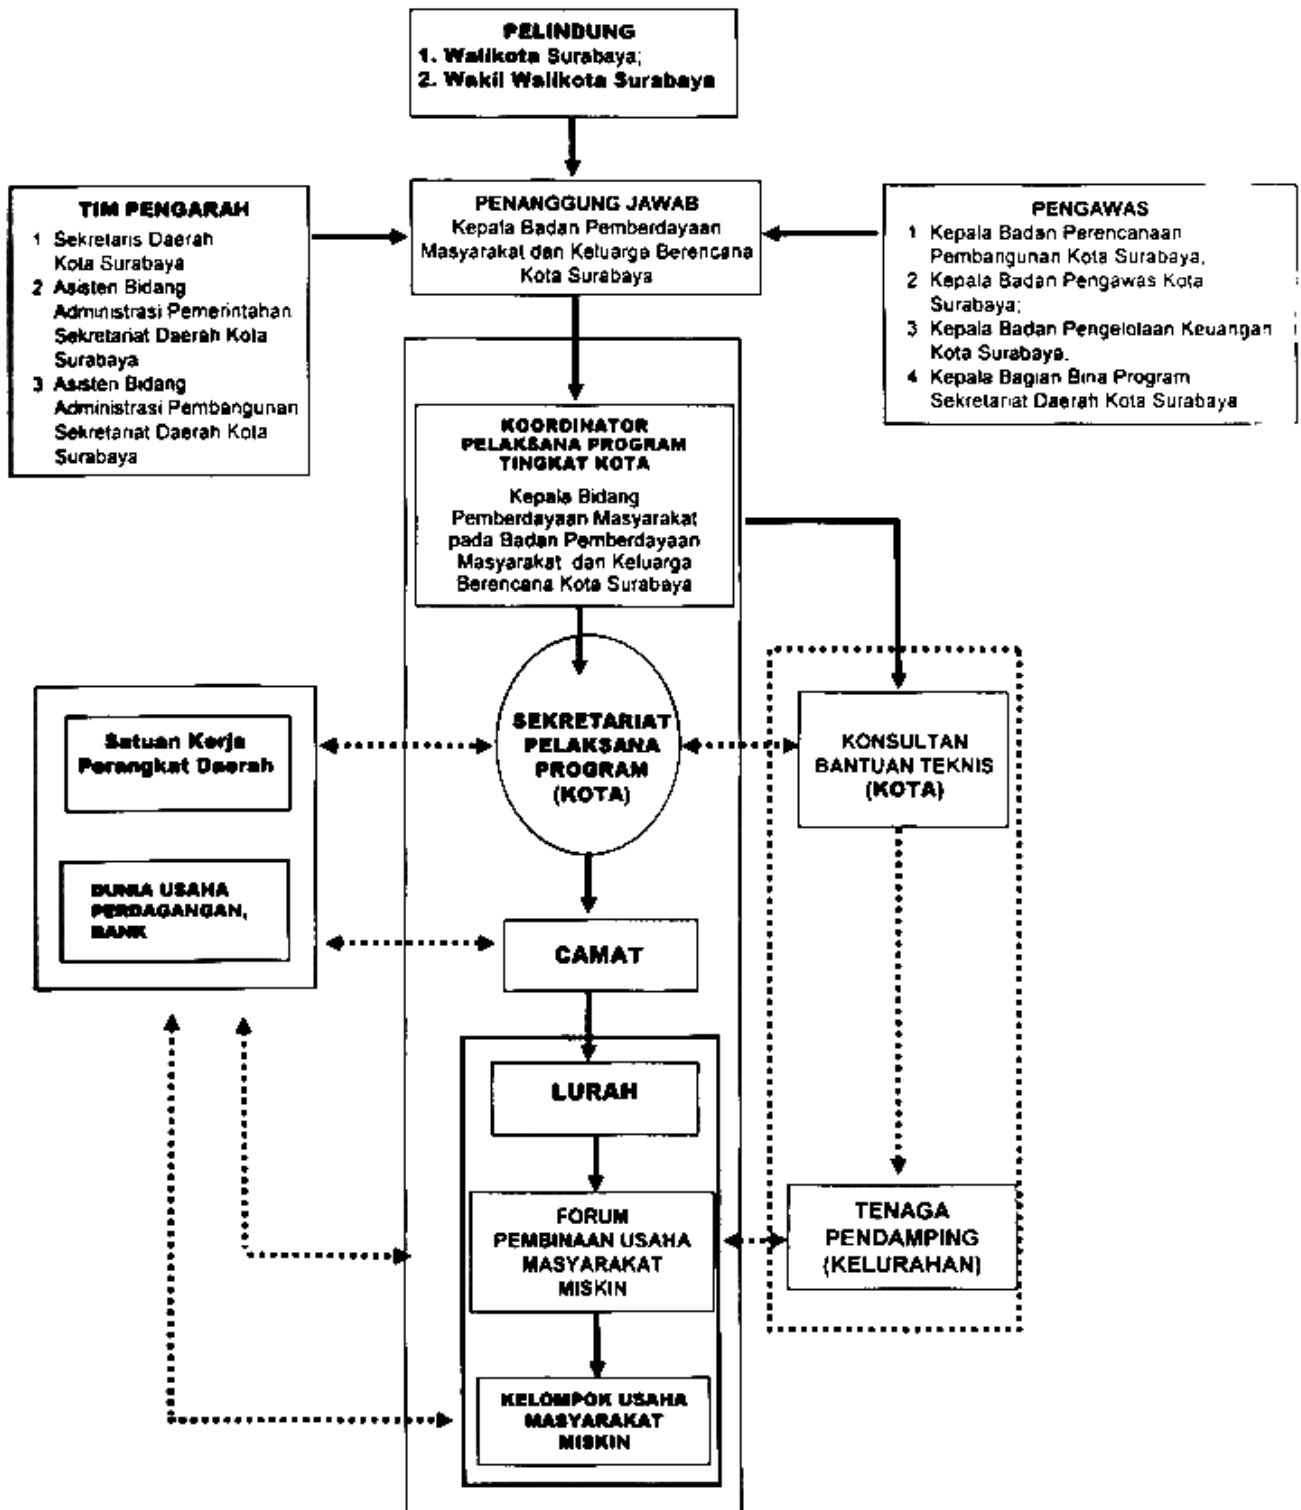 PELINDUNG
1. Walikota Surabaya;
2. Wakil Walikota Surabaya
TIM PENGARAH
1 Sekretaris Daerah
Kota Surabaya
2 Asisten Bidang
Administrasi Pemerintahan
Sekretariat Daerah Kota
Surabaya
3 Asisten Bidang
Administrasi Pembangunan
Sekretariat Daerah Kota
Surabaya
PENANGGUNG JAWAB
Kepala Badan Pemberdayaan
Masyarakat dan Keluarga Berencana
Kota Surabaya
PENGAWAS
1 Kepala Badan Perencanaan
Pembangunan Kota Surabaya,
2 Kepala Badan Pengawas Kota
Surabaya;
3 Kepala Badan Pengelolaan Keuangan
Kota Surabaya.
4 Kepala Bagian Bina Program
Sekretariat Daerah Kota Surabaya
KOORDINATOR
PELAKSANA PROGRAM
TINGKAT KOTA
Kepala Bidang
Pemberdayaan Masyarakat
pada Badan Pemberdayaan
Masyarakat dan Keluarga
Berencana Kota Surabaya
Satuan Kerja
Perangkat Daerah
SEKRETARIAT
PELAKSANA
PROGRAM
(KOTA)
KONSULTAN
BANTUAN TEKNIS
(KOTA)
DUNIA USAHA
PERDAGANGAN,
BANK
CAMAT
LURAH
FORUM
PEMBINAAN USAHA
MASYARAKAT
MISKIN
TENAGA
PENDAMPING
(KELURAHAN)
KELOMPOK USAHA
MASYARAKAT
MISKIN